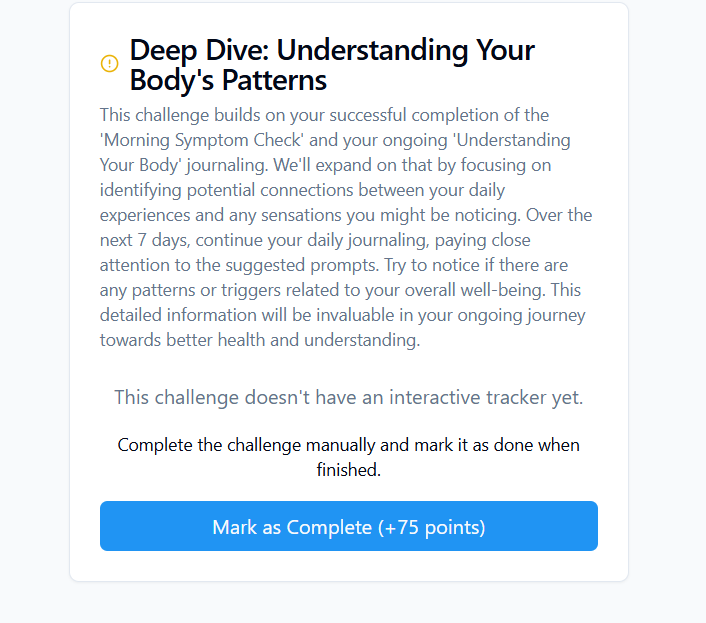 Deep Dive: Understanding Your
Body's Patterns
This challenge builds on your successful completion of the
'Morning Symptom Check' and your ongoing 'Understanding
Your Body' journaling. We'll expand on that by focusing on
identifying potential connections between your daily
experiences and any sensations you might be noticing. Over the
next 7 days, continue your daily journaling, paying close
attention to the suggested prompts. Try to notice if there are
any patterns or triggers related to your overall well-being. This
detailed information will be invaluable in your ongoing journey
towards better health and understanding.
This challenge doesn't have an interactive tracker yet.
Complete the challenge manually and mark it as done when
finished.
Mark as Complete (+75 points)